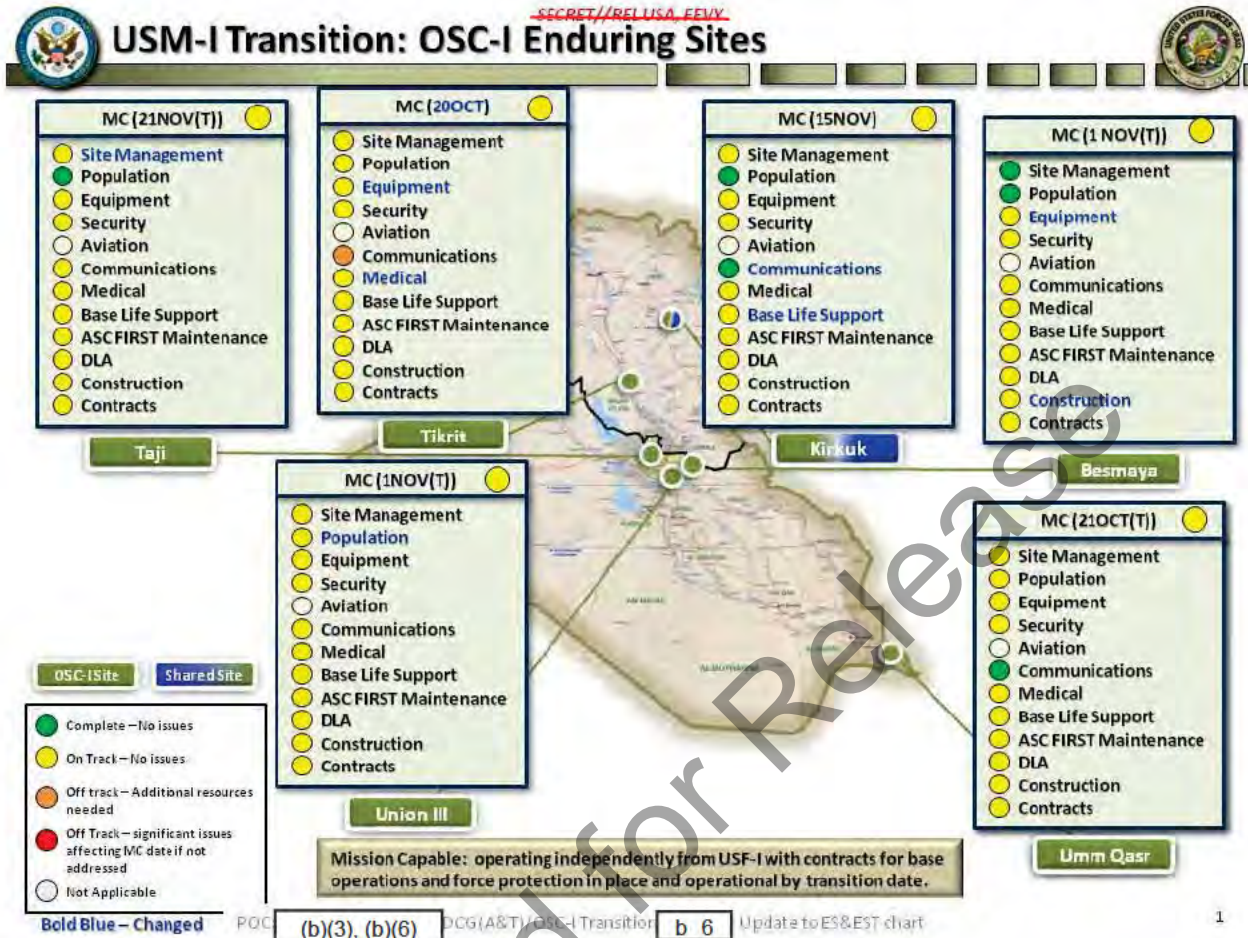 SECRET//REL USA, FEVY
USM-I Transition: OSC-I Enduring Sites
MC (21NOV(T))
Site Management
Population
Equipment
Security
Aviation
Communications
Medical
Base Life Support
ASC FIRST Maintenance
DLA
Construction
Contracts
Taji
MC (20OCT)
Site Management
Population
Equipment
Security
Aviation
Communications
Medical
Base Life Support
ASC FIRST Maintenance
DLA
Construction
Contracts
Tikrit
MC (15NOV)
Site Management
Population
Equipment
Security
Aviation
Communications
Medical
Base Life Support
ASC FIRST Maintenance
DLA
Construction
Contracts
Kirkuk
MC (1 NOV(T))
Site Management
Population
Equipment
Security
Aviation
Communications
Medical
Base Life Support
ASC FIRST Maintenance
DLA
Construction
Contracts
Besmaya
MC (1NOV(T))
Site Management
Population
Equipment
Security
Aviation
Communications
Medical
Base Life Support
ASC FIRST Maintenance
DLA
Construction
Contracts
Union III
MC (21OCT(T))
Site Management
Population
Equipment
Security
Aviation
Communications
Medical
Base Life Support
ASC FIRST Maintenance
DLA
Construction
Contracts
Umm Qasr
OSC-I Site
Shared Site
Complete – No issues
On Track – No issues
Off track – Additional resources
needed
Off Track – significant issues
affecting MC date if not
addressed
Not Applicable
Bold Blue – Changed
Mission Capable: operating independently from USF-I with contracts for base
operations and force protection in place and operational by transition date.
POC: (b)(3), (b)(6) DCG(A&T)/OSC-I Transition b 6 Update to ES&EST chart
1
d for Release